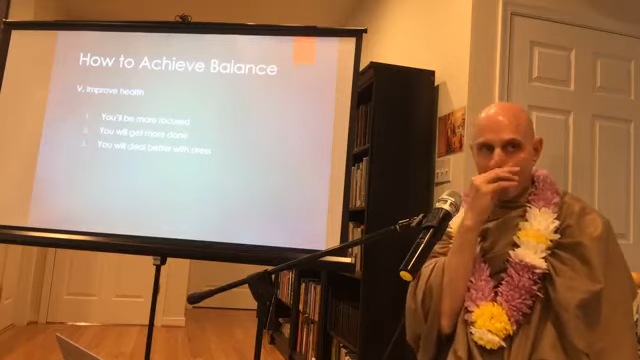 How to Achieve Balance
V. Improve health
1. You'll be more focused
2. You will get more done
3. You will deal better with stress